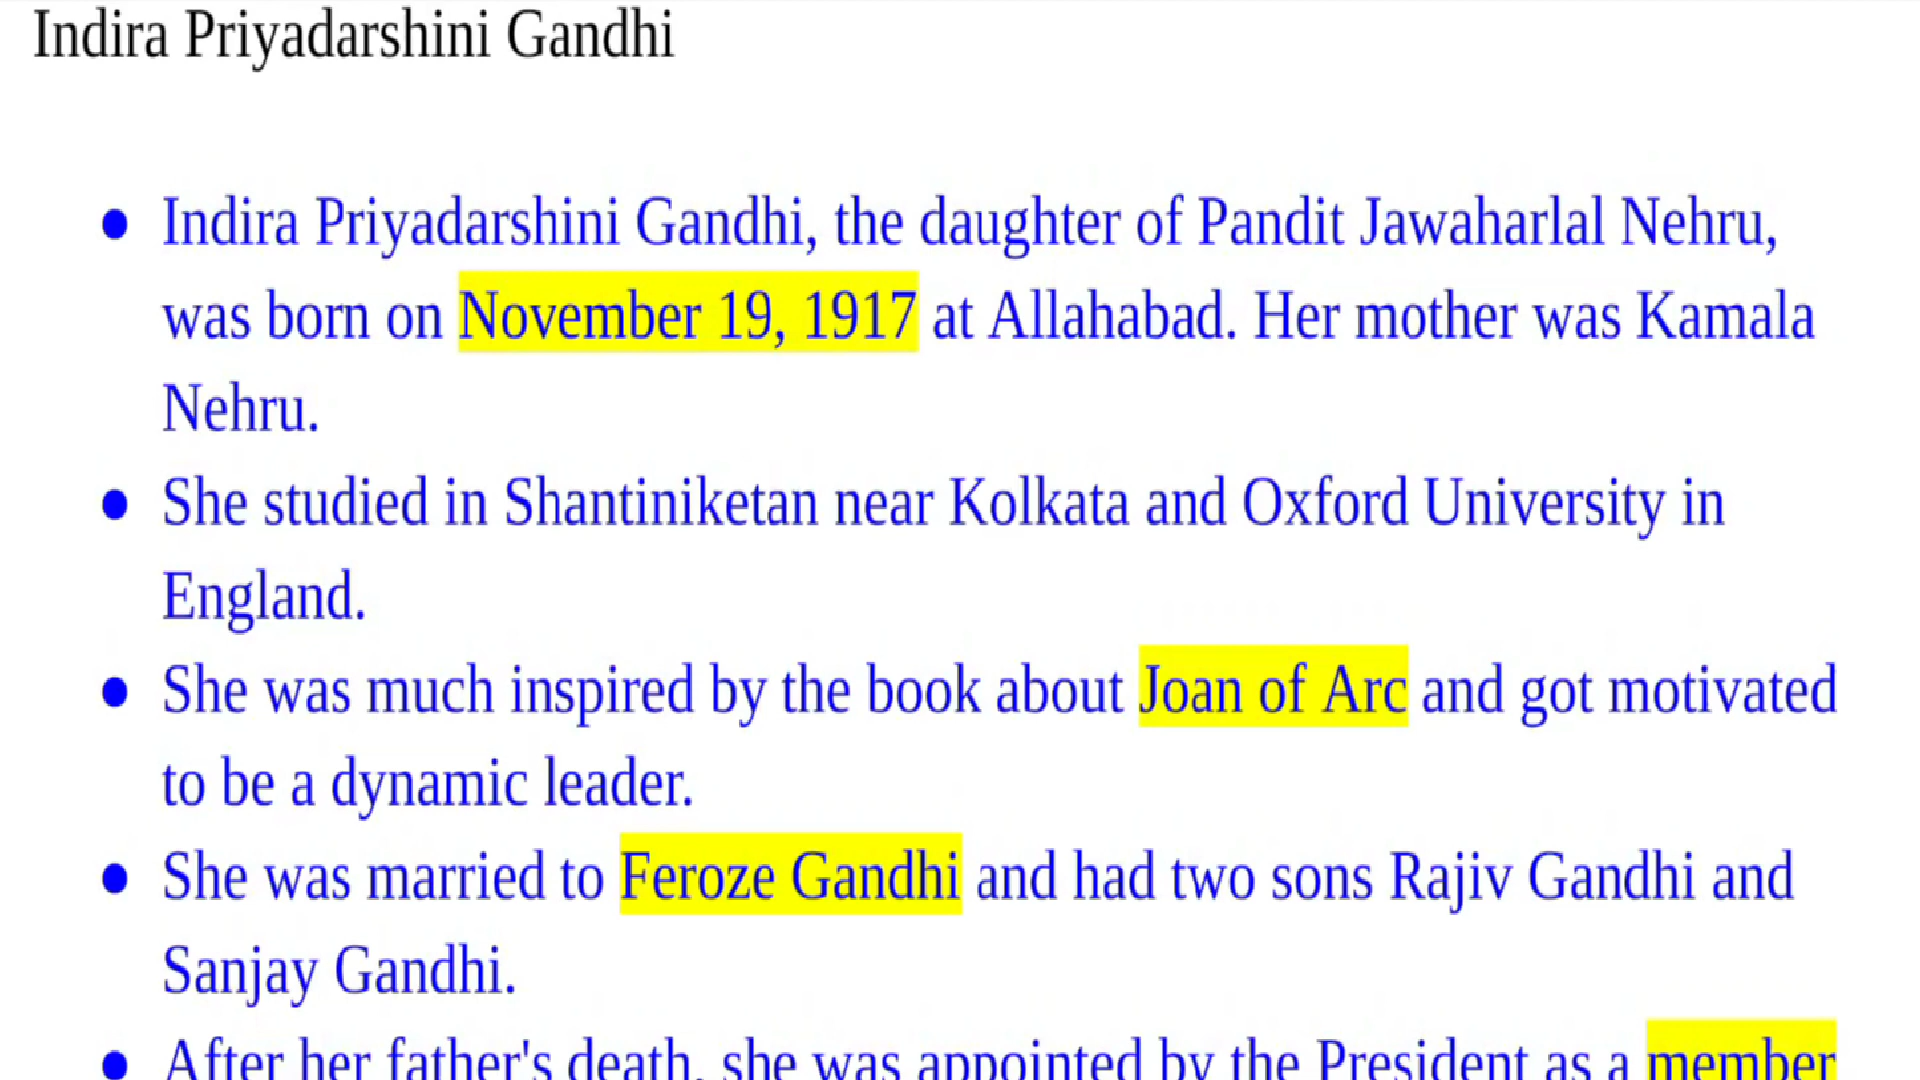 Indira Priyadarshini Gandhi
● Indira Priyadarshini Gandhi, the daughter of Pandit Jawaharlal Nehru,
was born on November 19, 1917 at Allahabad. Her mother was Kamala
Nehru.
● She studied in Shantiniketan near Kolkata and Oxford University in
England.
● She was much inspired by the book about Joan of Arc and got motivated
to be a dynamic leader.
● She was married to Feroze Gandhi and had two sons Rajiv Gandhi and
Sanjay Gandhi.
● After her father's death, she was appointed by the President as a member